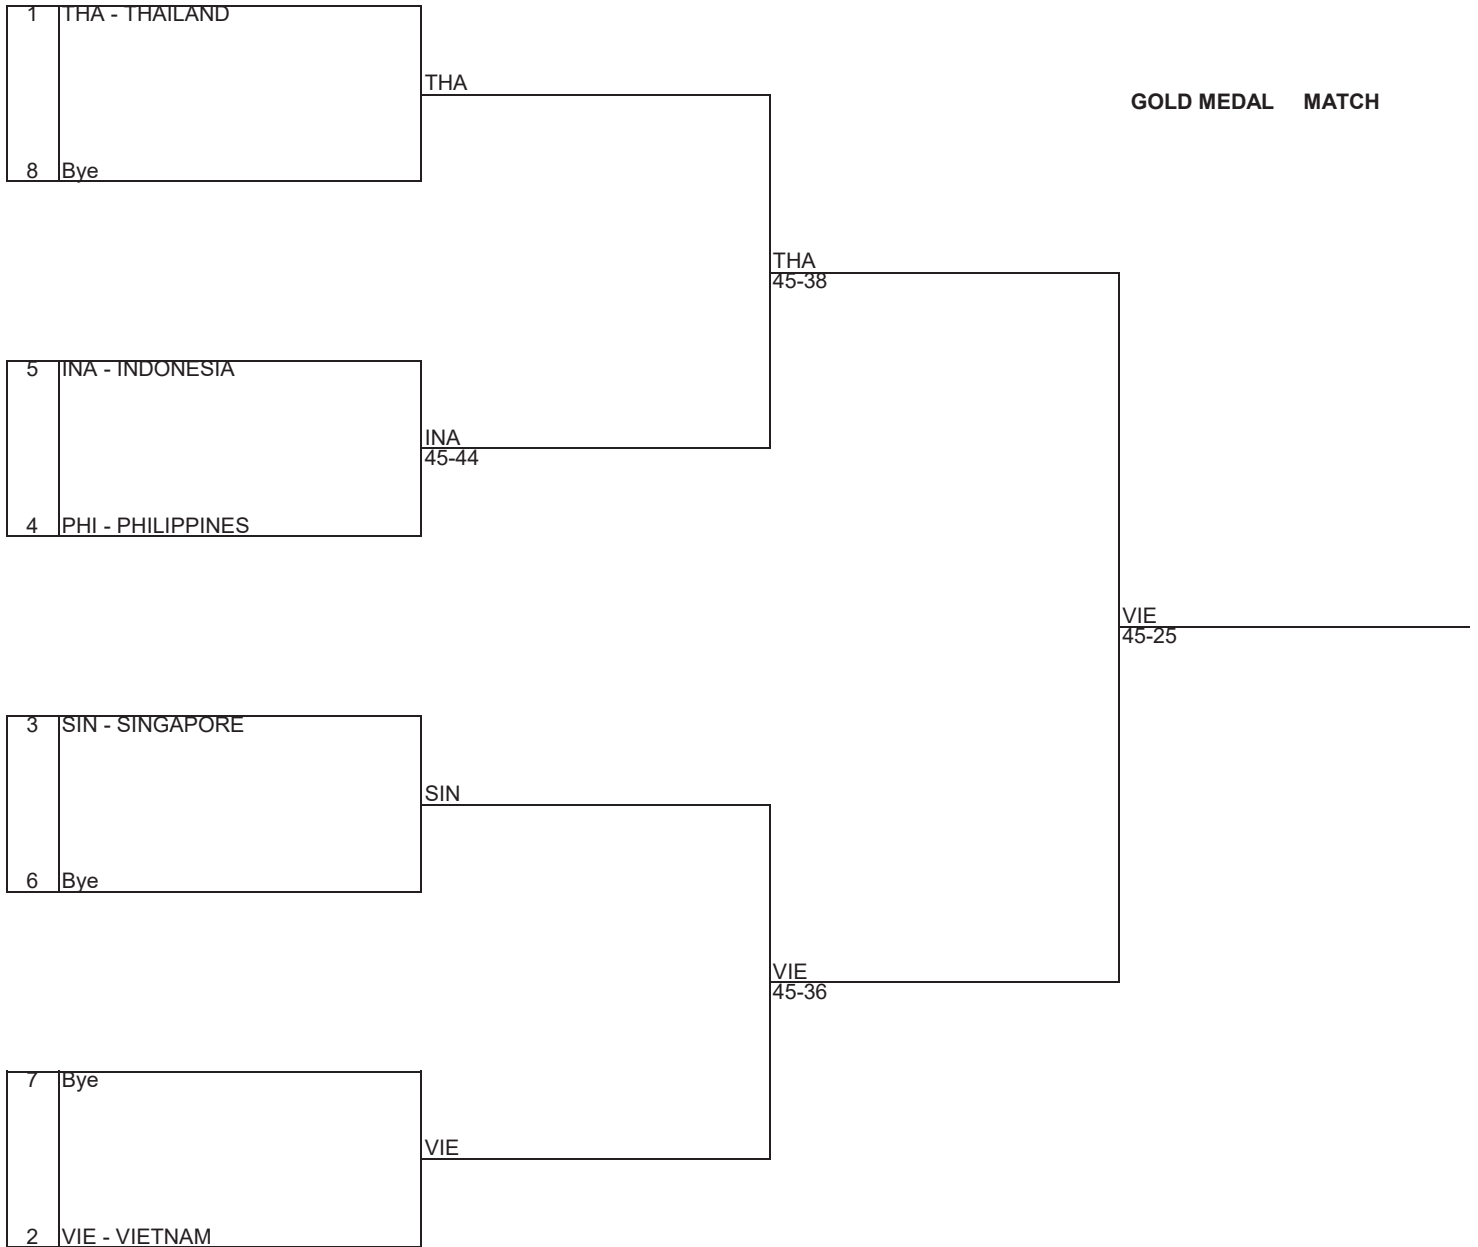 1 THA - THAILAND
THA
GOLD MEDAL MATCH
8 Bye
THA
45-38
5 INA - INDONESIA
INA
45-44
4 PHI - PHILIPPINES
VIE
45-25
3 SIN - SINGAPORE
SIN
6 Bye
VIE
45-36
7 Bye
VIE
2 VIE - VIETNAM